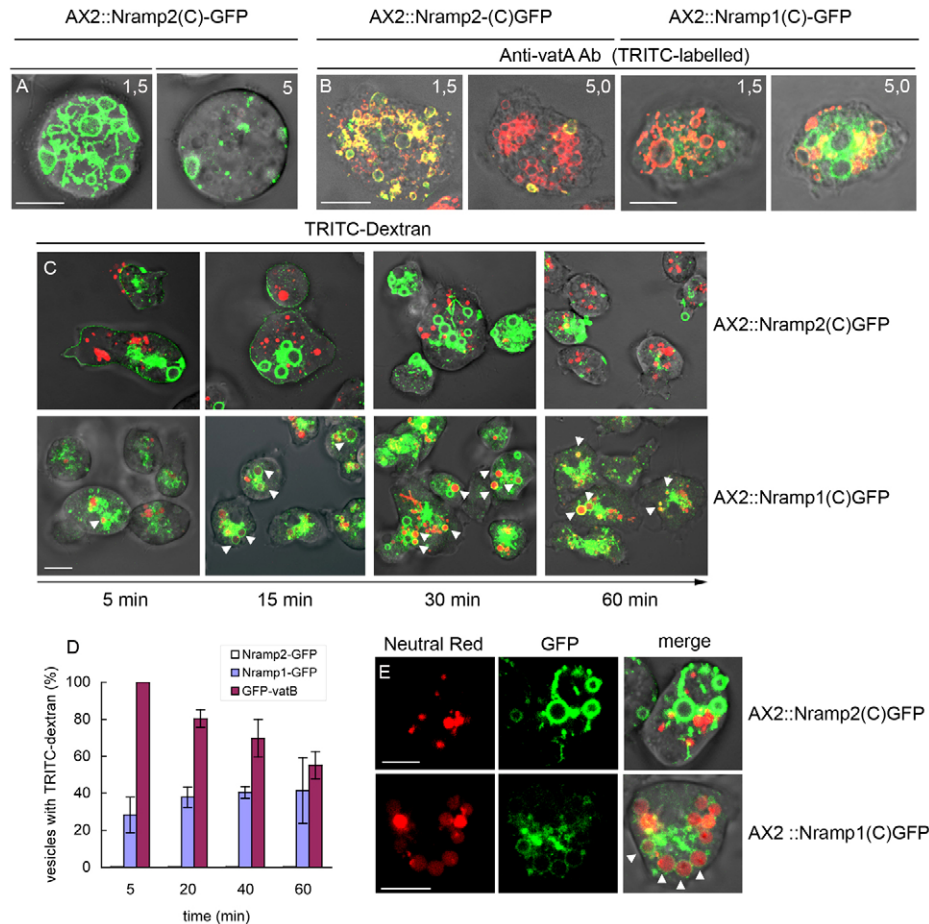 AX2::Nramp2(C)-GFP AX2::Nramp2-(C)GFP AX2::Nramp1(C)-GFP
Anti-vatA Ab (TRITC-labelled)
A 1,5 5 B 1,5 5,0 1,5 5,0
TRITC-Dextran
C
AX2::Nramp2(C)GFP
AX2::Nramp1(C)GFP
5 min 15 min 30 min 60 min
D
Nramp2-GFP
Nramp1-GFP
GFP-vatB
vesicles with TRITC-dextran (%)
100
80
60
40
20
0
5 20 40 60
time (min)
Neutral Red GFP merge
E
AX2::Nramp2(C)GFP
AX2 ::Nramp1(C)GFP